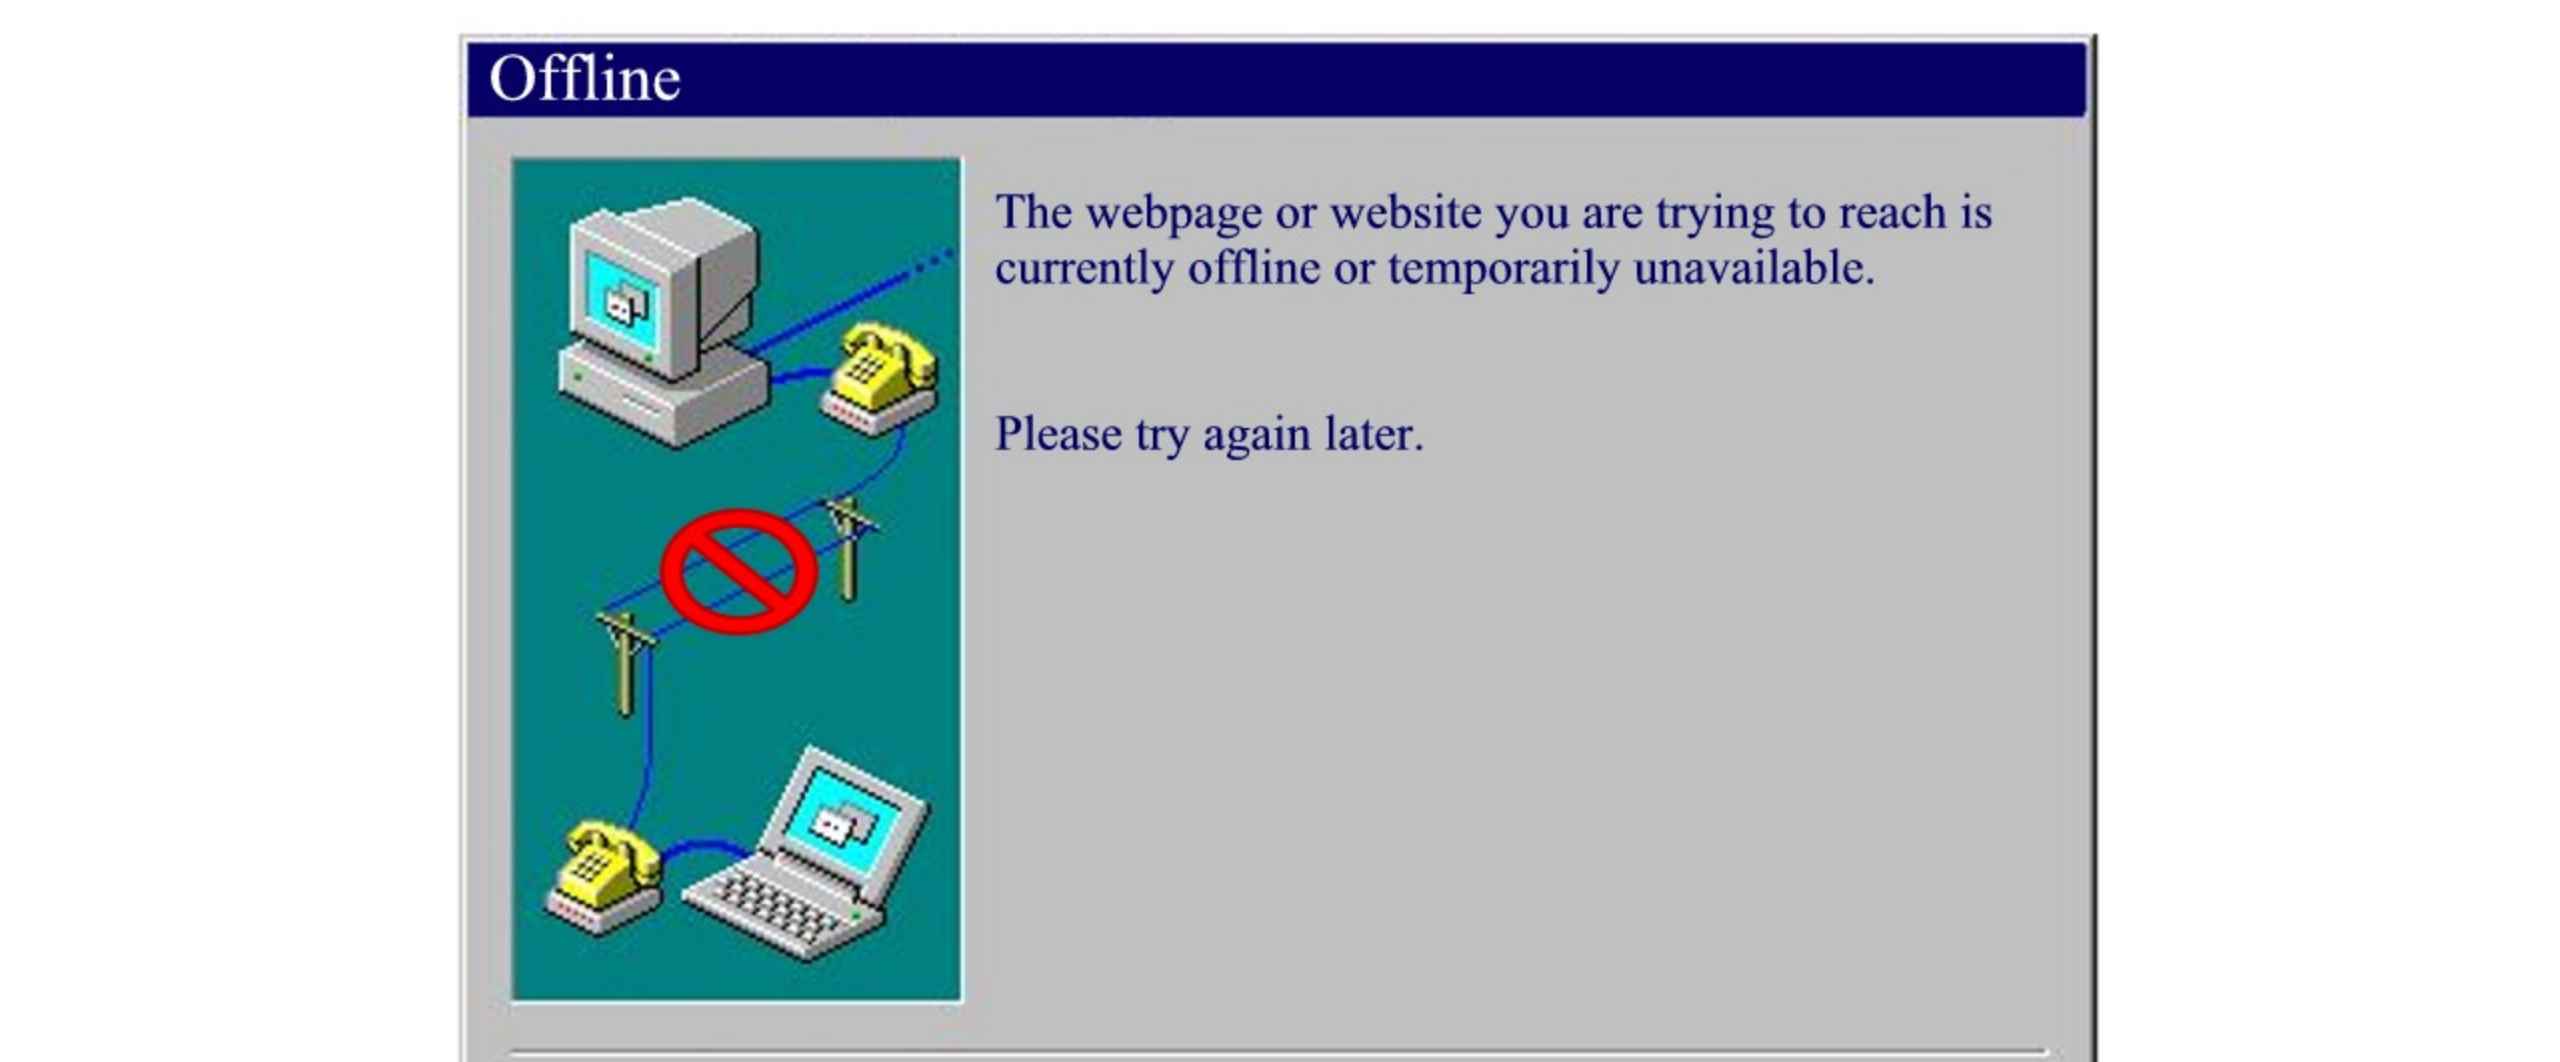 Offline
The webpage or website you are trying to reach is
currently offline or temporarily unavailable.
Please try again later.